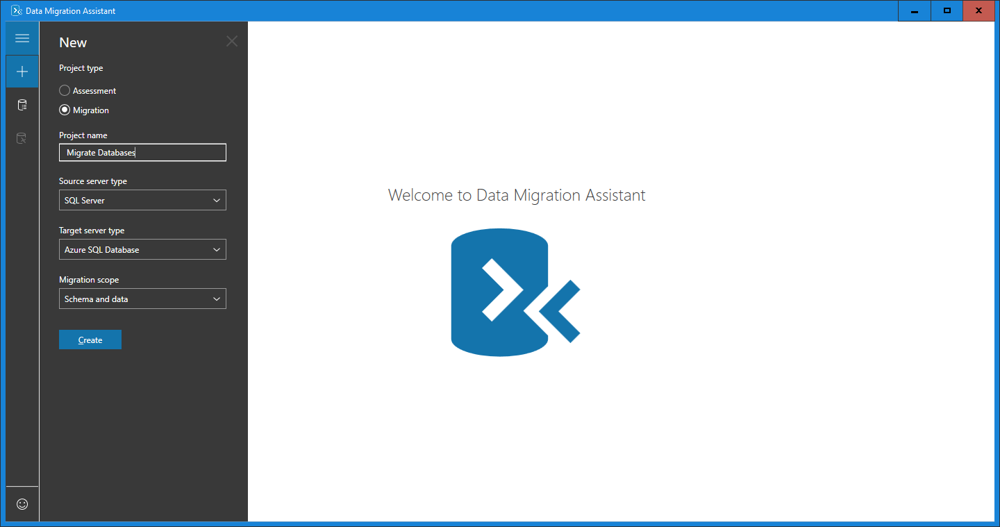 Data Migration Assistant
New
Project type
Assessment
Migration
Project name
Migrate Databases
Source server type
SQL Server
Target server type
Azure SQL Database
Migration scope
Schema and data
Create
Welcome to Data Migration Assistant